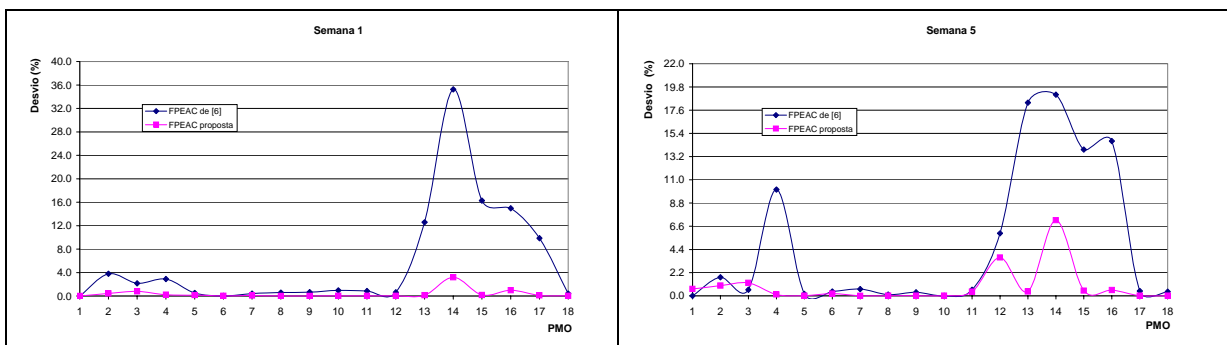 Semana 1
Desvio (%)
40.0
36.0
32.0
28.0
24.0
20.0
16.0
12.0
8.0
4.0
0.0
FPEAC de [6]
FPEAC proposta
1 2 3 4 5 6 7 8 9 10 11 12 13 14 15 16 17 18
PMO
Semana 5
Desvio (%)
22.0
19.8
17.6
15.4
13.2
11.0
8.8
6.6
4.4
2.2
0.0
FPEAC de [6]
FPEAC proposta
1 2 3 4 5 6 7 8 9 10 11 12 13 14 15 16 17 18
PMO